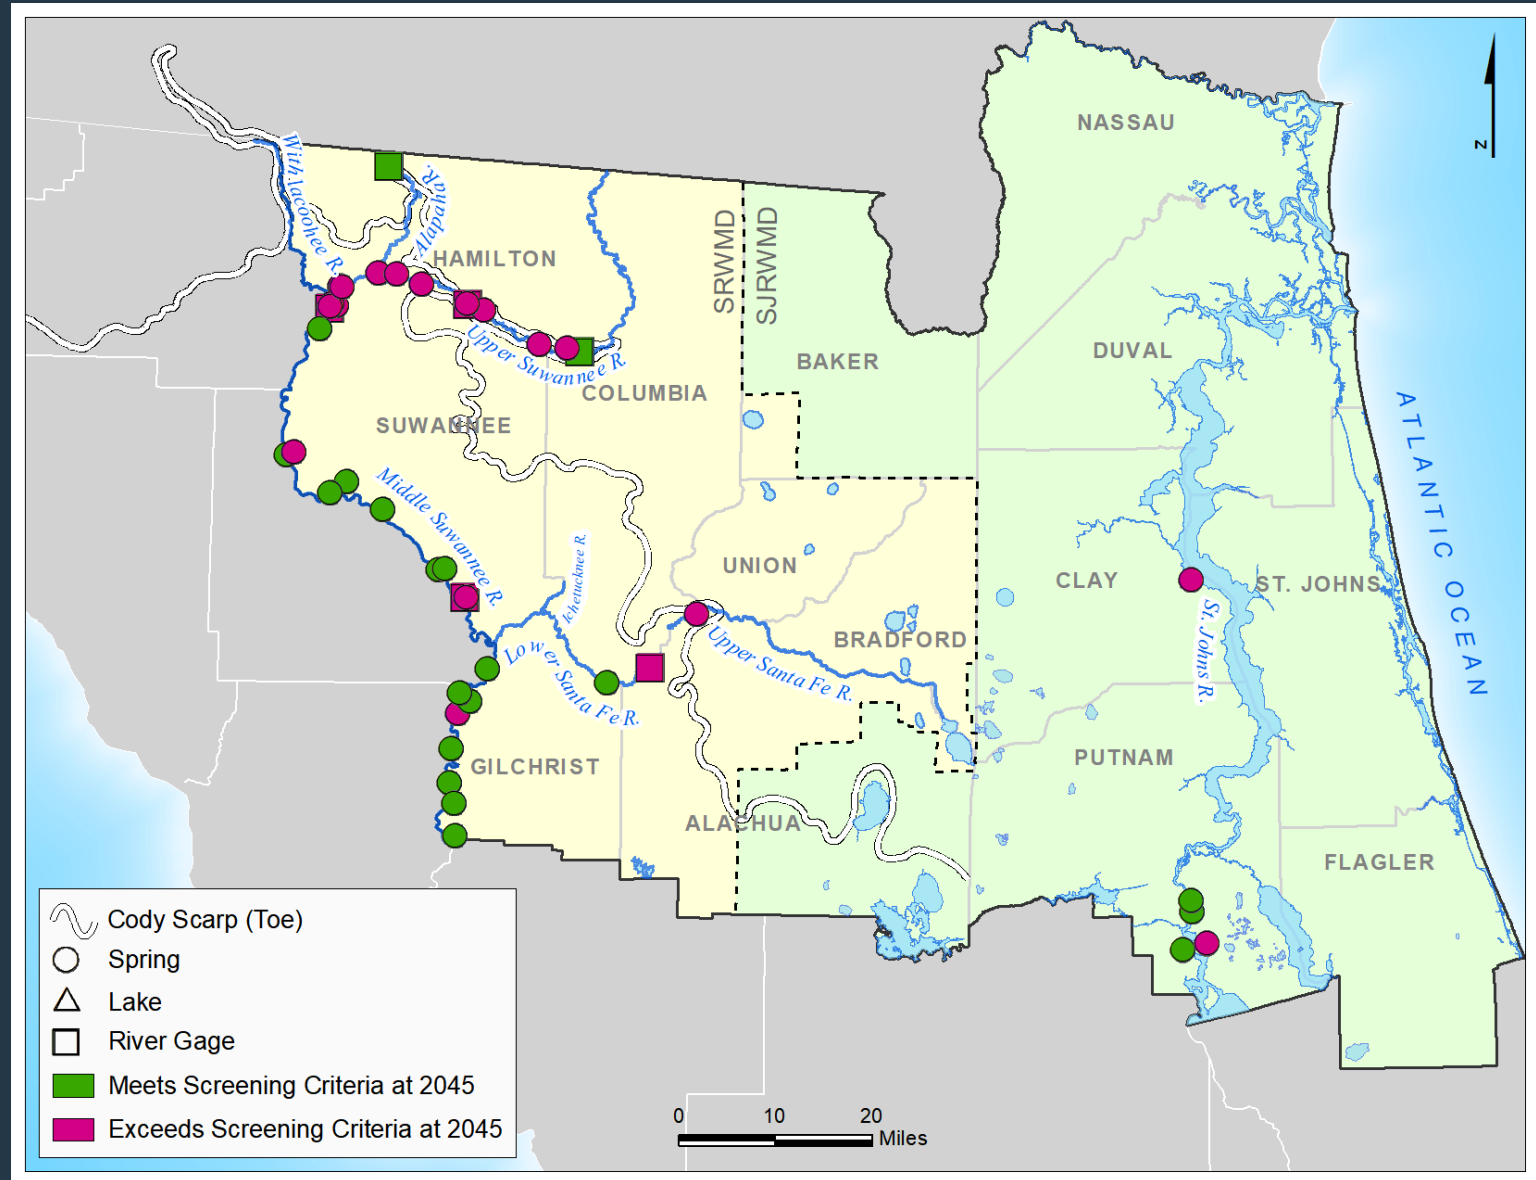 NASSAU
z
Withlacoochee R.
Alapaha R.
HAMILTON
SRWMD
SJRWMD
Upper Suwannee R.
BAKER
DUVAL
COLUMBIA
ATLANTIC OCEAN
SUWANNEE
Middle Suwannee R.
Ichetucknee R.
UNION
CLAY
ST. JOHNS
St. Johns R.
BRADFORD
Upper Santa Fe R.
Lower Santa Fe R.
PUTNAM
GILCHRIST
ALACHUA
FLAGLER
Cody Scarp (Toe)
Spring
Lake
River Gage
Meets Screening Criteria at 2045
Exceeds Screening Criteria at 2045
0 10 20
Miles